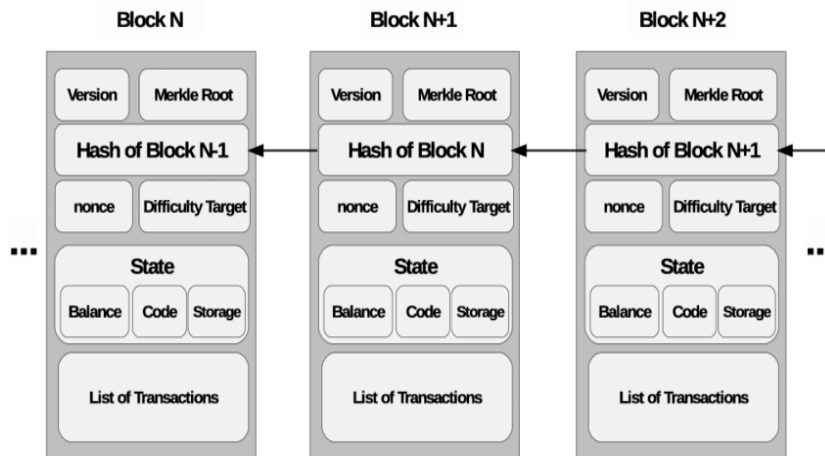 Block N
Block N+1
Block N+2
Version
Merkle Root
Version
Merkle Root
Version
Merkle Root
Hash of Block N-1
Hash of Block N
Hash of Block N+1
nonce
Difficulty Target
nonce
Difficulty Target
nonce
Difficulty Target
...
...
State
State
State
Balance
Code
Storage
Balance
Code
Storage
Balance
Code
Storage
List of Transactions
List of Transactions
List of Transactions